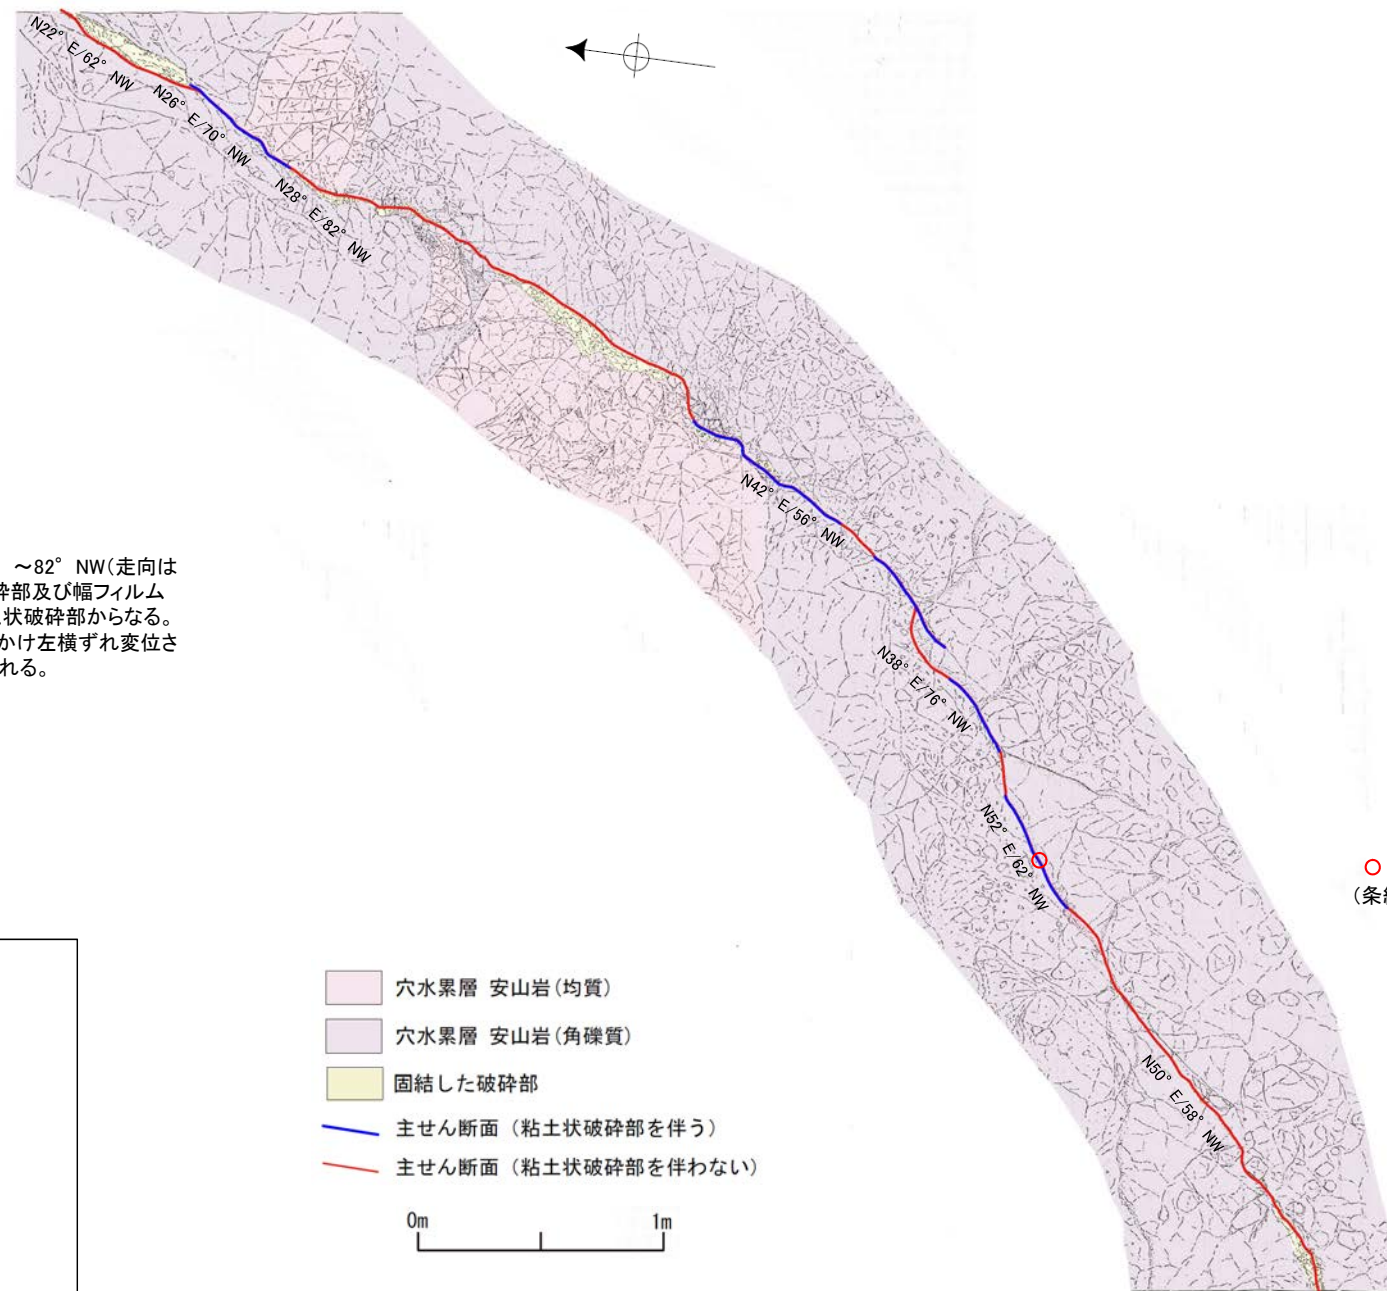 N22° E/62° NW
N26° E/70° NW
N28° E/82° NW
N42° E/56° NW
～82° NW(走向は
砕部及び幅フィルム
状破砕部からなる。
かけ左横ずれ変位さ
れる。
N38° E/76° NW
N52° E/62° NW
○
(条
N50° E/58° NW
穴水累層 安山岩(均質)
穴水累層 安山岩(角礫質)
固結した破砕部
主せん断面（粘土状破砕部を伴う）
主せん断面（粘土状破砕部を伴わない）
0m 1m